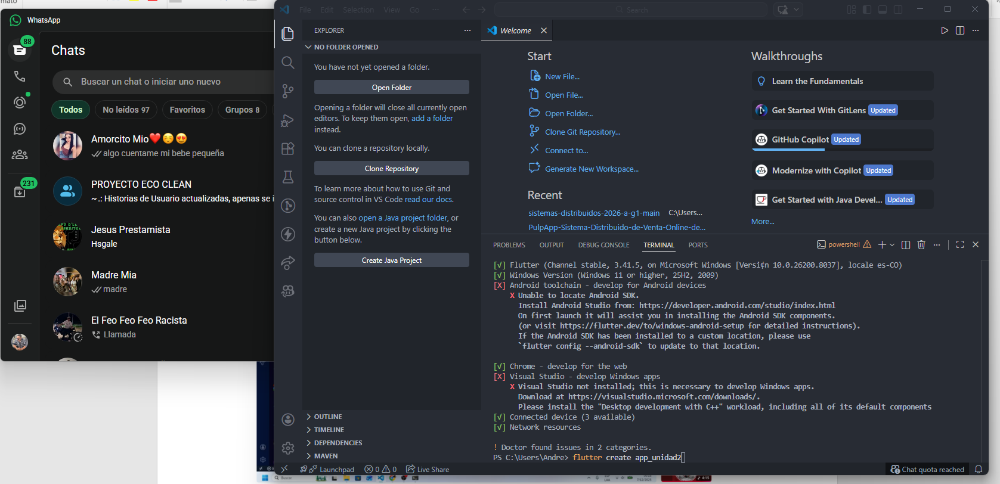 WhatsApp
88
Chats
Buscar un chat o iniciar uno nuevo
Todos
No leídos 97
Favoritos
Grupos 8
Amorcito Mio❤️☺️😍
algo cuentame mi bebe pequeña
PROYECTO ECO CLEAN
~ .: Historias de Usuario actualizadas, apenas se i
231
Jesus Prestamista
Hsgale
Madre Mia
madre
El Feo Feo Feo Racista
Llamada
File Edit Selection View Go ···
Search
EXPLORER
NO FOLDER OPENED
You have not yet opened a folder.
Open Folder
Opening a folder will close all currently open
editors. To keep them open, add a folder
instead.
You can clone a repository locally.
Clone Repository
To learn more about how to use Git and
source control in VS Code read our docs.
You can also open a Java project folder, or
create a new Java project by clicking the
button below.
Create Java Project
OUTLINE
TIMELINE
DEPENDENCIES
MAVEN
Welcome
Start
New File...
Open File...
Open Folder...
Clone Git Repository...
Connect to...
Generate New Workspace...
Recent
sistemas-distribuidos-2026-a-g1-main C:\Users...
PulpApp-Sistema-Distribuido-de-Venta-Online-de...
Walkthroughs
Learn the Fundamentals
Get Started With GitLens Updated
GitHub Copilot Updated
Modernize with Copilot Updated
Get Started with Java Devel... Updated
More...
PROBLEMS OUTPUT DEBUG CONSOLE TERMINAL PORTS
powershell
[√] Flutter (Channel stable, 3.41.5, on Microsoft Windows [Versi¢n 10.0.26200.8037], locale es-CO)
[√] Windows Version (Windows 11 or higher, 25H2, 2009)
[X] Android toolchain - develop for Android devices
X Unable to locate Android SDK.
Install Android Studio from: https://developer.android.com/studio/index.html
On first launch it will assist you in installing the Android SDK components.
(or visit https://flutter.dev/to/windows-android-setup for detailed instructions).
If the Android SDK has been installed to a custom location, please use
`flutter config --android-sdk` to update to that location.
[√] Chrome - develop for the web
[X] Visual Studio - develop Windows apps
X Visual Studio not installed; this is necessary to develop Windows apps.
Download at https://visualstudio.microsoft.com/downloads/.
Please install the "Desktop development with C++" workload, including all of its default components
[√] Connected device (3 available)
[√] Network resources
! Doctor found issues in 2 categories.
PS C:\Users\Andre> flutter create app_unidad2
Launchpad
0 0
Live Share
Chat quota reached
Buscar
4:15